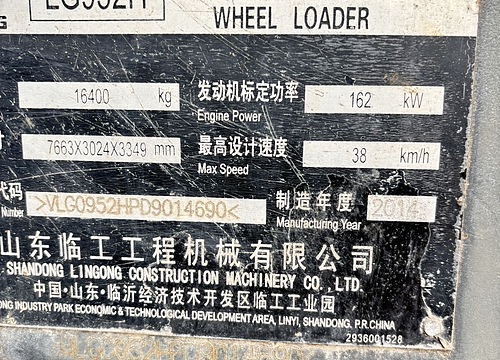 LG952H
WHEEL LOADER
16400 kg
发动机标定功率 162 kW
Engine Power
7663X3024X3349 mm
最高设计速度 38 km/h
Max Speed
代码 >VLG0952HPD9014690< 制造年度 2014
Number Manufacturing Year
山东临工工程机械有限公司
SHANDONG LINGONG CONSTRUCTION MACHINERY CO., LTD.
中国·山东·临沂经济技术开发区临工工业园
INDUSTRY PARK ECONOMIC & TECHNOLOGICAL DEVELOPMENT AREA, LINYI, SHANDONG. P.R.CHINA
2936001528